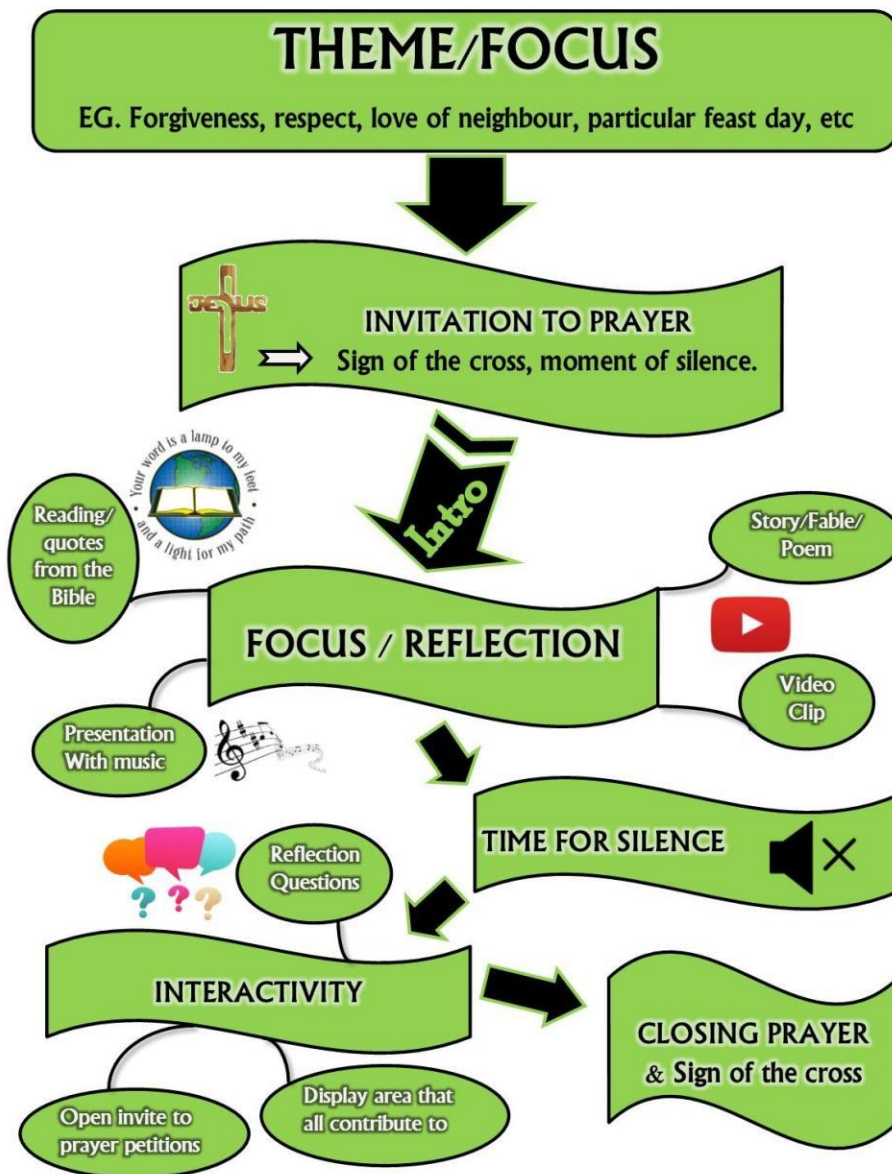 THEME/FOCUS
EG. Forgiveness, respect, love of neighbour, particular feast day, etc
JESUS
INVITATION TO PRAYER
Sign of the cross, moment of silence.
Your word is a lamp to my feet
and a light for my path
Intro
Reading/
quotes
from the
Bible
Story/Fable/
Poem
FOCUS / REFLECTION
Video
Clip
Presentation
With music
TIME FOR SILENCE
Reflection
Questions
INTERACTIVITY
CLOSING PRAYER
& Sign of the cross
Open invite to
prayer petitions
Display area that
all contribute to